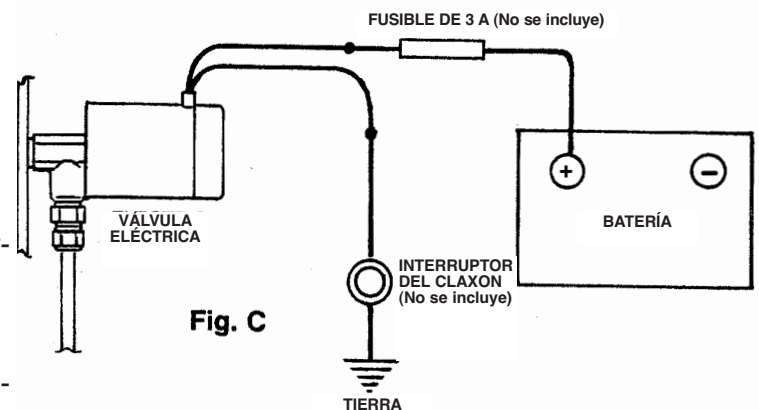 FUSIBLE DE 3 A (No se incluye)
+
−
BATERÍA
VÁLVULA
ELÉCTRICA
INTERRUPTOR
DEL CLAXON
(No se incluye)
Fig. C
TIERRA